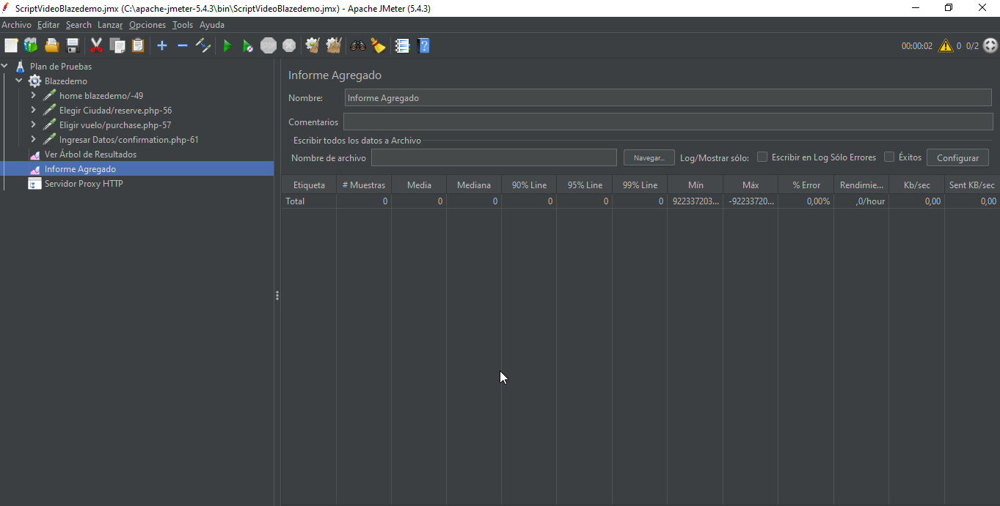 ScriptVideoBlazedemo.jmx (C:\apache-jmeter-5.4.3\bin\ScriptVideoBlazedemo.jmx) - Apache JMeter (5.4.3)
Archivo Editar Search Lanzar Opciones Tools Ayuda
STOP 00:00:02 0 0/2
Plan de Pruebas
Blazedemo
home blazedemo/-49
Elegir Ciudad/reserve.php-56
Eligir vuelo/purchase.php-57
Ingresar Datos/confirmation.php-61
Ver Árbol de Resultados
Informe Agregado
Servidor Proxy HTTP
Informe Agregado
Nombre: Informe Agregado
Comentarios
Escribir todos los datos a Archivo
Nombre de archivo Navegar... Log/Mostrar sólo: Escribir en Log Sólo Errores Éxitos Configurar
Etiqueta # Muestras Media Mediana 90% Line 95% Line 99% Line Mín Máx % Error Rendimie... Kb/sec Sent KB/sec
Total 0 0 0 0 0 0 922337203... -92233720... 0,00% ,0/hour 0,00 0,00